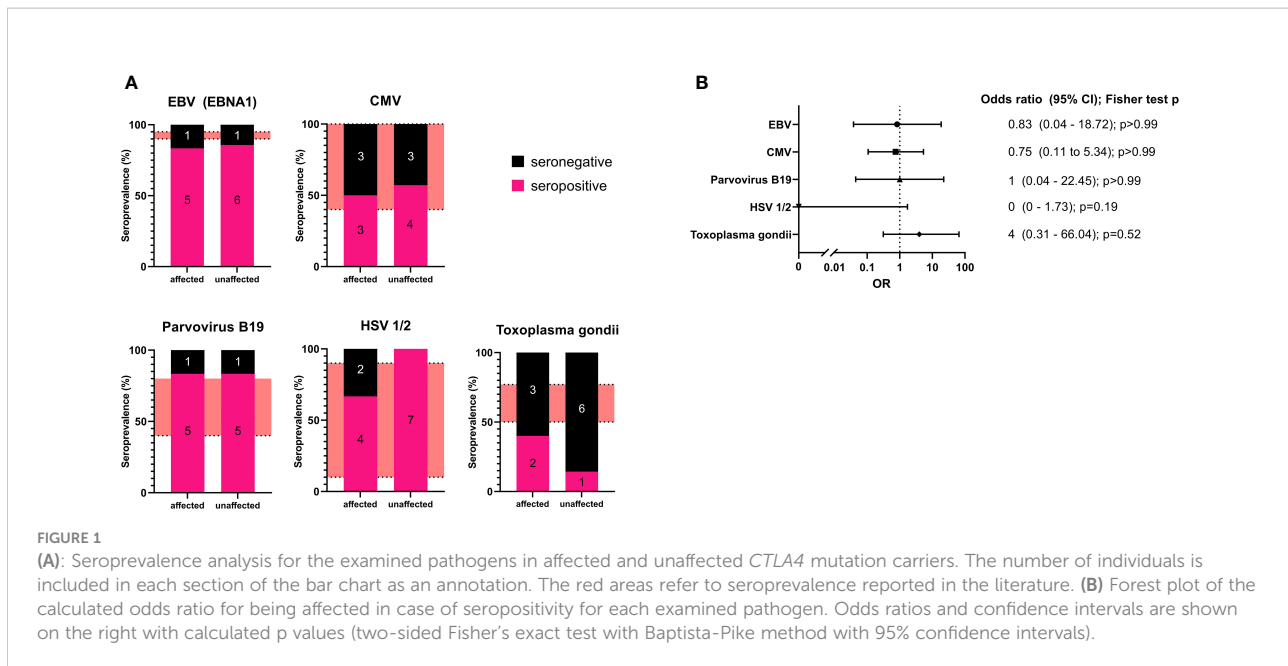 A
EBV (EBNA1)
Seroprevalence (%)
100
50
0
1
1
5
6
affected
unaffected
CMV
Seroprevalence (%)
100
50
0
3
3
3
4
affected
unaffected
seronegative
seropositive
Parvovirus B19
Seroprevalence (%)
100
50
0
1
1
5
5
affected
unaffected
HSV 1/2
Seroprevalence (%)
100
50
0
2
4
7
affected
unaffected
Toxoplasma gondii
Seroprevalence (%)
100
50
0
3
6
2
1
affected
unaffected
B
Odds ratio (95% CI); Fisher test p
EBV
0.83 (0.04 - 18.72); p>0.99
CMV
0.75 (0.11 to 5.34); p>0.99
Parvovirus B19
1 (0.04 - 22.45); p>0.99
HSV 1/2
0 (0 - 1.73); p=0.19
Toxoplasma gondii
4 (0.31 - 66.04); p=0.52
0 0.01 0.1 1 10 100
OR
FIGURE 1
(A): Seroprevalence analysis for the examined pathogens in affected and unaffected CTLA4 mutation carriers. The number of individuals is
included in each section of the bar chart as an annotation. The red areas refer to seroprevalence reported in the literature. (B) Forest plot of the
calculated odds ratio for being affected in case of seropositivity for each examined pathogen. Odds ratios and confidence intervals are shown
on the right with calculated p values (two-sided Fisher's exact test with Baptista-Pike method with 95% confidence intervals).